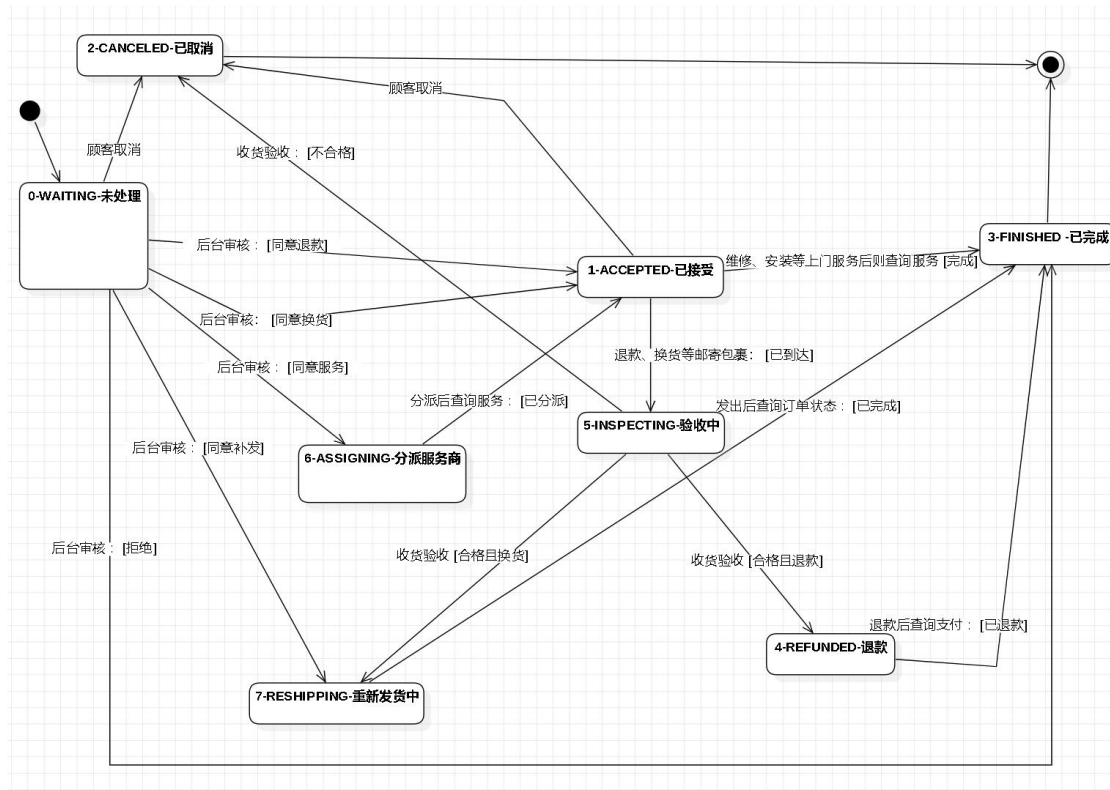 2-CANCELED-已取消
顾客取消
顾客取消
收货验收： [不合格]
0-WAITING-未处理
后台审核： [同意退款]
3-FINISHED -已完成
维修、安装等上门服务后则查询服务 [完成]
1-ACCEPTED-已接受
后台审核： [同意换货]
退款、换货等邮寄包裹： [已到达]
后台审核： [同意服务]
分派后查询服务： [已分派]
发出后查询订单状态： [已完成]
5-INSPECTING-验收中
后台审核： [同意补发]
6-ASSIGNING-分派服务商
后台审核： [拒绝]
收货验收 [合格且换货]
收货验收 [合格且退款]
退款后查询支付： [已退款]
4-REFUNDED-退款
7-RESHIPPING-重新发货中